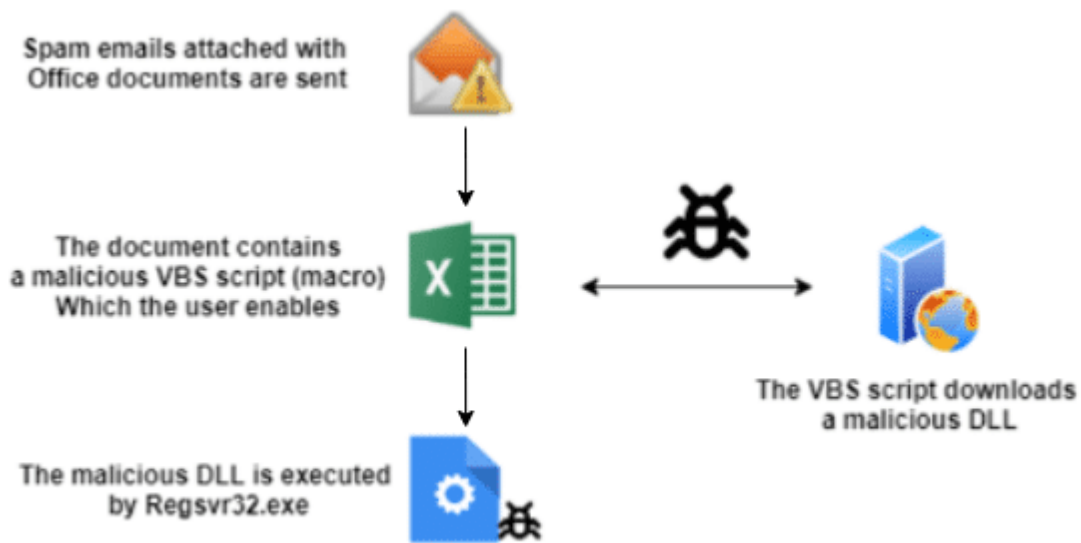 Spam emails attached with
Office documents are sent
The document contains
a malicious VBS script (macro)
Which the user enables
X
The VBS script downloads
a malicious DLL
The malicious DLL is executed
by Regsvr32.exe